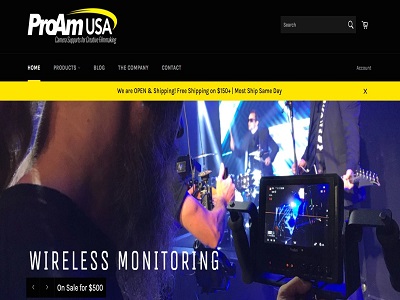 ProAm USA
Camera Supports for Creative Filmmaking
Search
HOME PRODUCTS BLOG THE COMPANY CONTACT
Account
We are OPEN & Shipping! Free Shipping on $150+ | Most Ship Same Day X
WIRELESS MONITORING
On Sale for $500